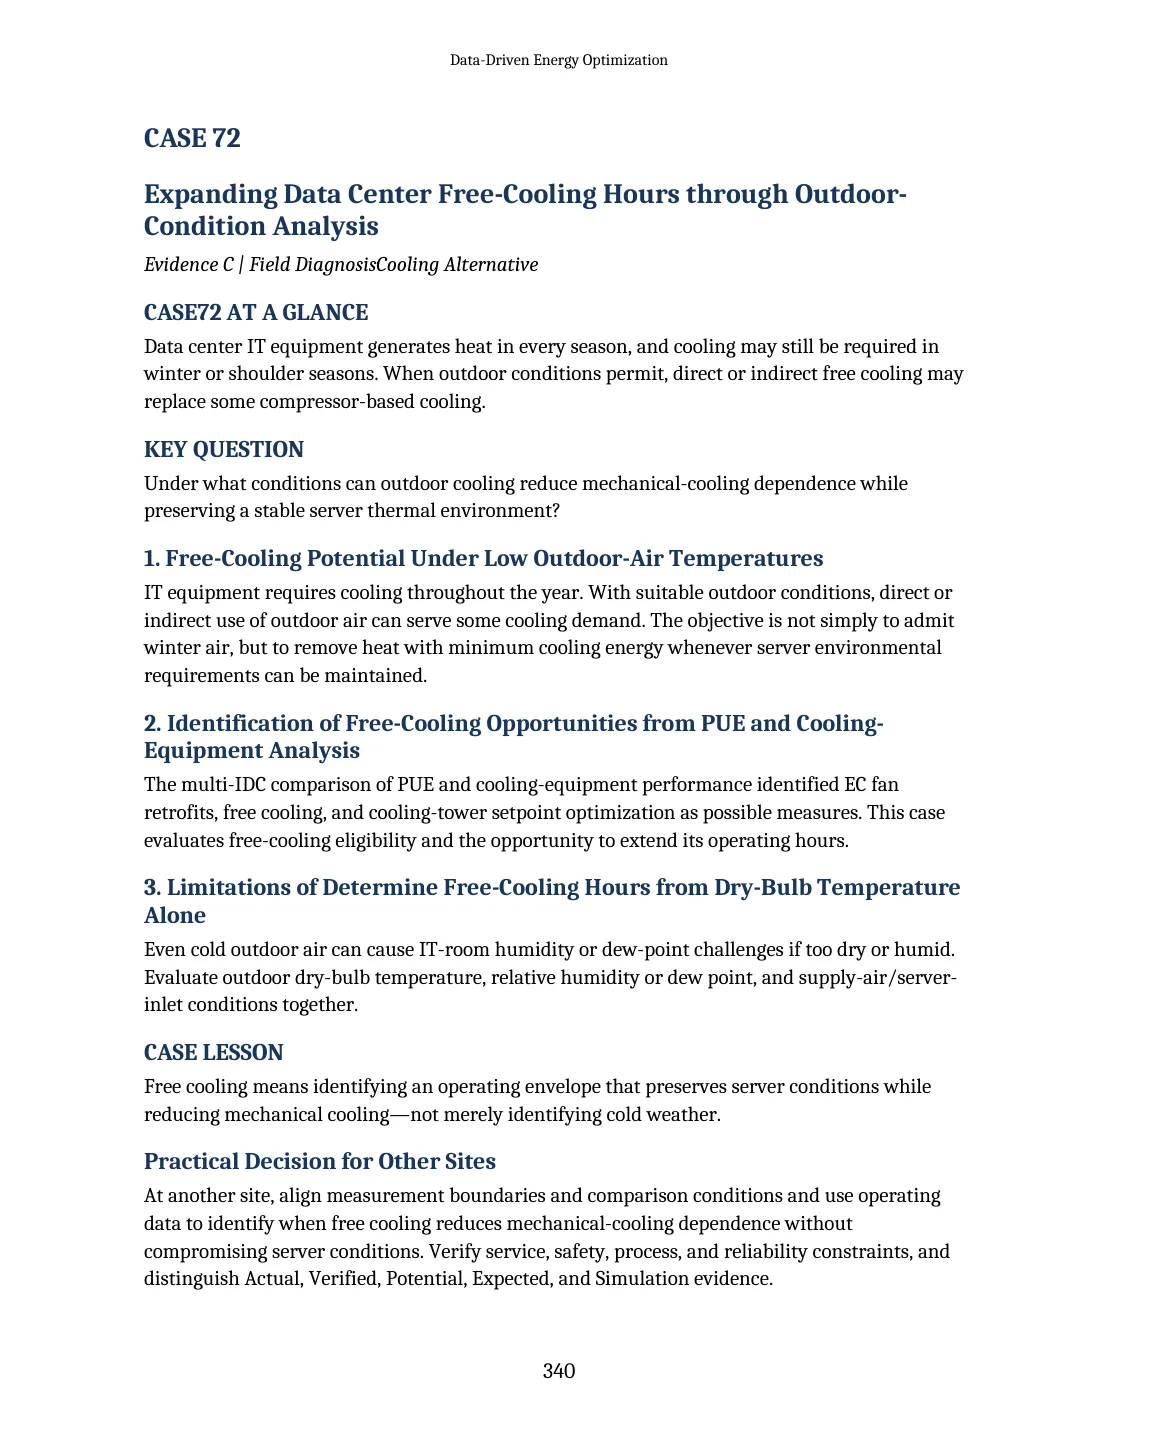 Data-Driven Energy Optimization
CASE 72
Expanding Data Center Free-Cooling Hours through Outdoor-
Condition Analysis
Evidence C | Field DiagnosisCooling Alternative
CASE72 AT A GLANCE
Data center IT equipment generates heat in every season, and cooling may still be required in
winter or shoulder seasons. When outdoor conditions permit, direct or indirect free cooling may
replace some compressor-based cooling.
KEY QUESTION
Under what conditions can outdoor cooling reduce mechanical-cooling dependence while
preserving a stable server thermal environment?
1. Free-Cooling Potential Under Low Outdoor-Air Temperatures
IT equipment requires cooling throughout the year. With suitable outdoor conditions, direct or
indirect use of outdoor air can serve some cooling demand. The objective is not simply to admit
winter air, but to remove heat with minimum cooling energy whenever server environmental
requirements can be maintained.
2. Identification of Free-Cooling Opportunities from PUE and Cooling-
Equipment Analysis
The multi-IDC comparison of PUE and cooling-equipment performance identified EC fan
retrofits, free cooling, and cooling-tower setpoint optimization as possible measures. This case
evaluates free-cooling eligibility and the opportunity to extend its operating hours.
3. Limitations of Determine Free-Cooling Hours from Dry-Bulb Temperature
Alone
Even cold outdoor air can cause IT-room humidity or dew-point challenges if too dry or humid.
Evaluate outdoor dry-bulb temperature, relative humidity or dew point, and supply-air/server-
inlet conditions together.
CASE LESSON
Free cooling means identifying an operating envelope that preserves server conditions while
reducing mechanical cooling—not merely identifying cold weather.
Practical Decision for Other Sites
At another site, align measurement boundaries and comparison conditions and use operating
data to identify when free cooling reduces mechanical-cooling dependence without
compromising server conditions. Verify service, safety, process, and reliability constraints, and
distinguish Actual, Verified, Potential, Expected, and Simulation evidence.
340